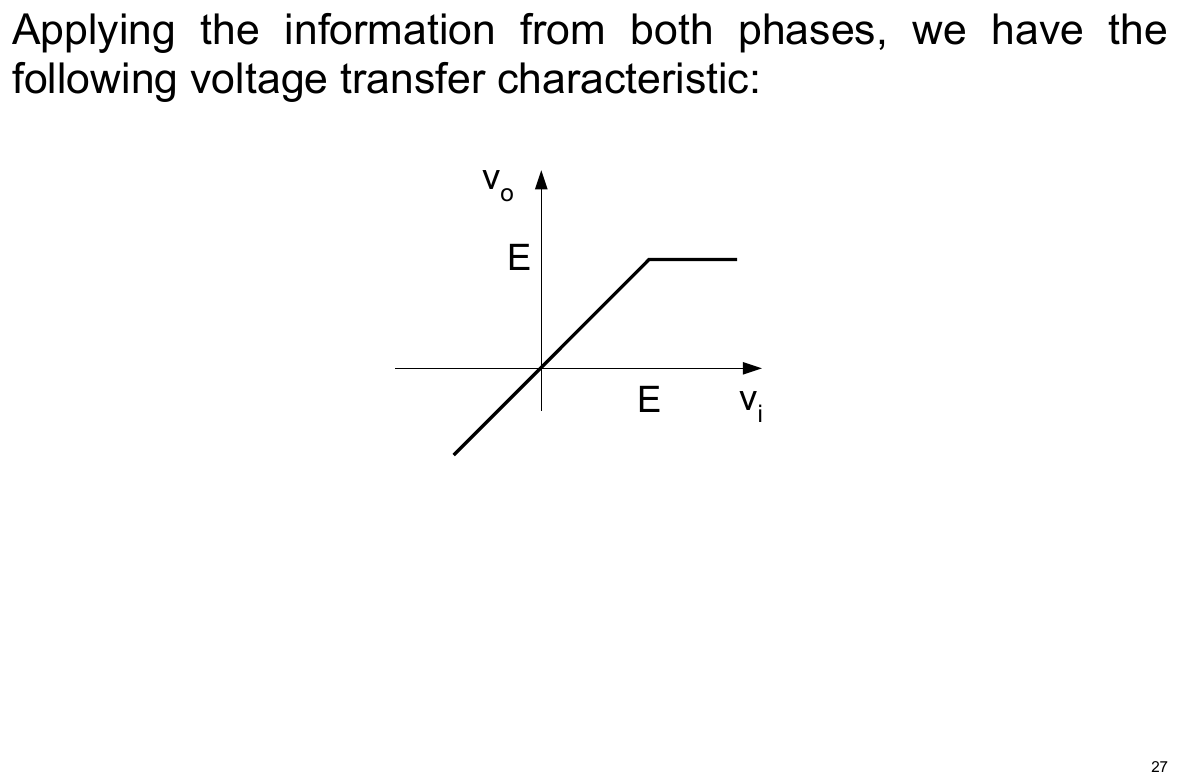 Applying the information from both phases, we have the
following voltage transfer characteristic:
vo
E
E
vi
27